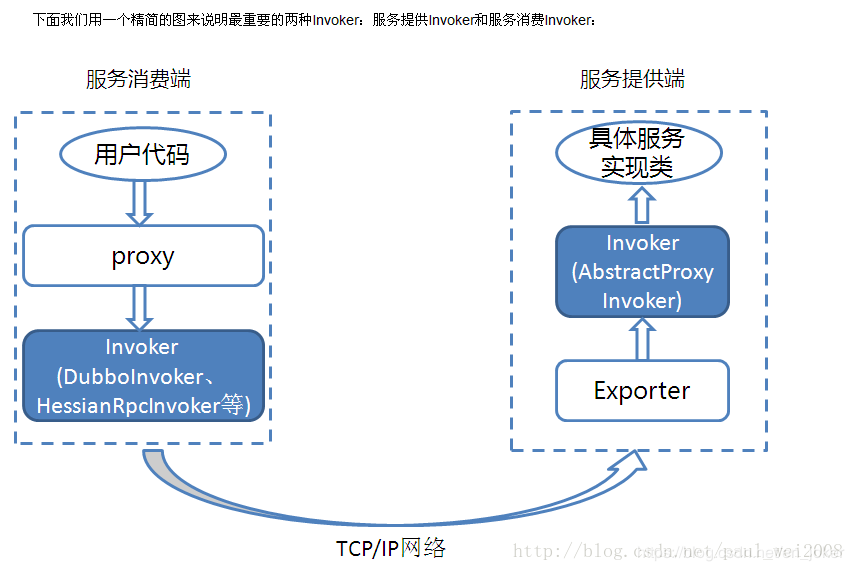 下面我们用一个精简的图来说明最重要的两种Invoker：服务提供Invoker和服务消费Invoker：
服务消费端
服务提供端
用户代码
proxy
Invoker
(DubboInvoker、
HessianRpcInvoker等)
具体服务
实现类
Invoker
(AbstractProxy
Invoker)
Exporter
TCP/IP网络
http://blog.csdn.net/paul_wei2008